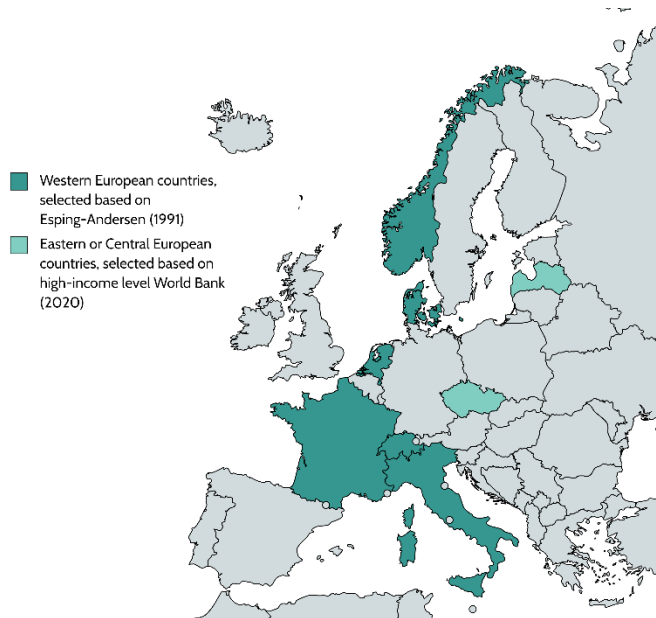 Western European countries,
selected based on
Esping-Andersen (1991)
Eastern or Central European
countries, selected based on
high-income level World Bank
(2020)